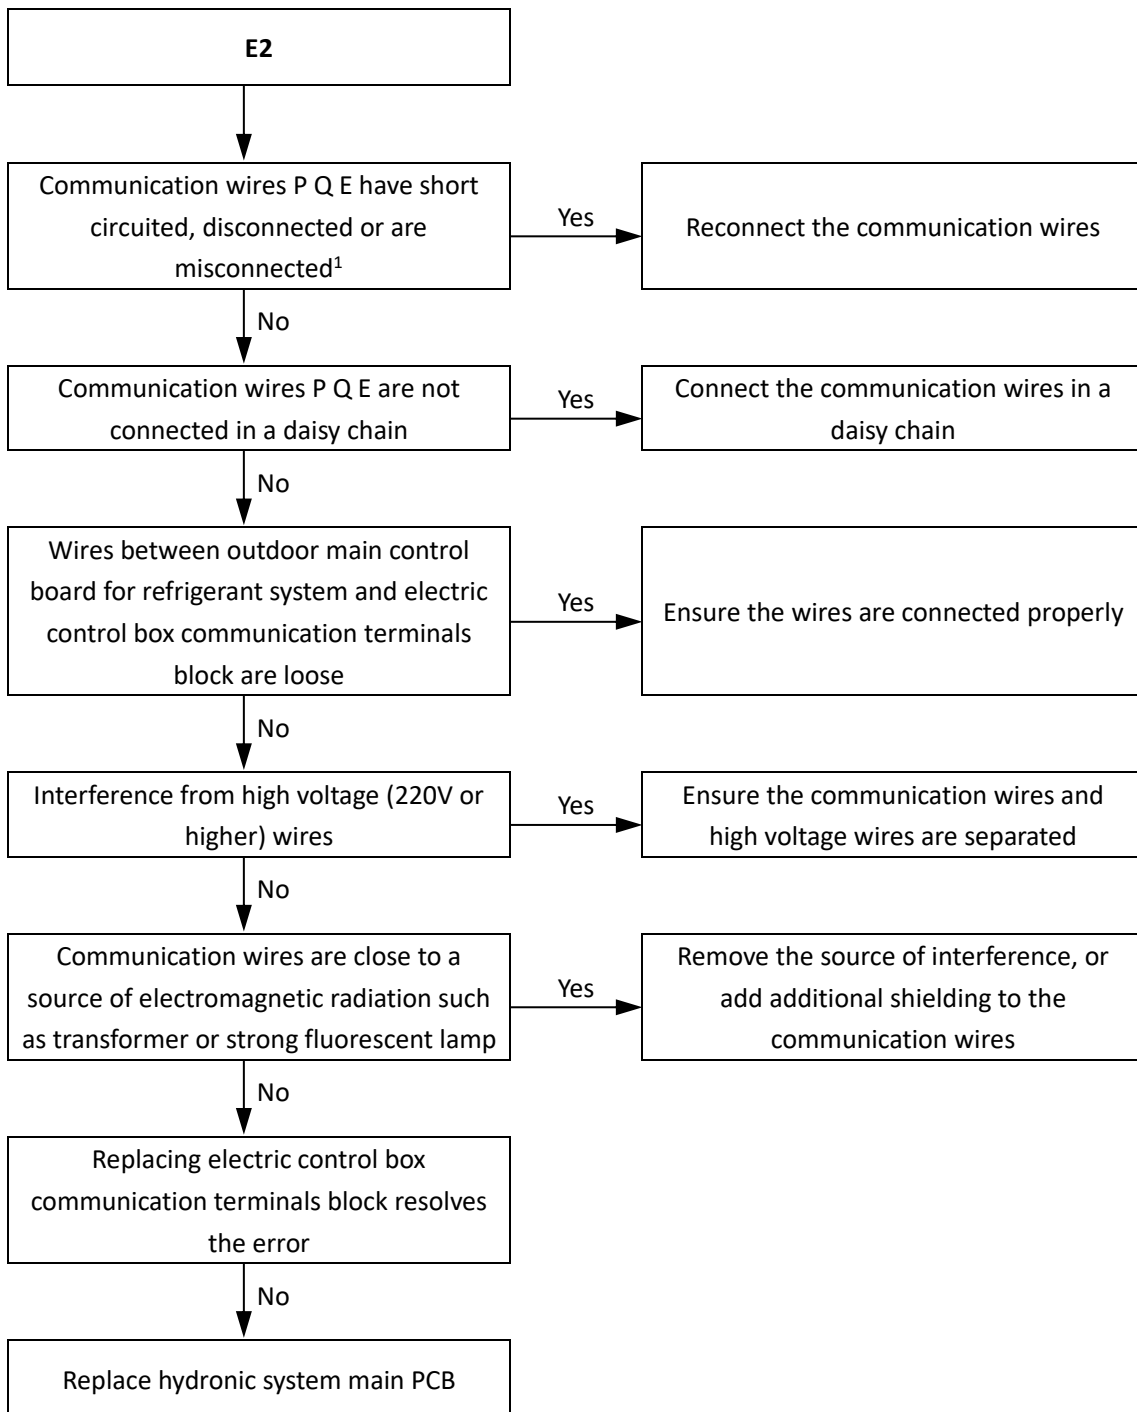 E2
Communication wires P Q E have short
circuited, disconnected or are
misconnected¹
Yes
Reconnect the communication wires
No
Communication wires P Q E are not
connected in a daisy chain
Yes
Connect the communication wires in a
daisy chain
No
Wires between outdoor main control
board for refrigerant system and electric
control box communication terminals
block are loose
Yes
Ensure the wires are connected properly
No
Interference from high voltage (220V or
higher) wires
Yes
Ensure the communication wires and
high voltage wires are separated
No
Communication wires are close to a
source of electromagnetic radiation such
as transformer or strong fluorescent lamp
Yes
Remove the source of interference, or
add additional shielding to the
communication wires
No
Replacing electric control box
communication terminals block resolves
the error
No
Replace hydronic system main PCB